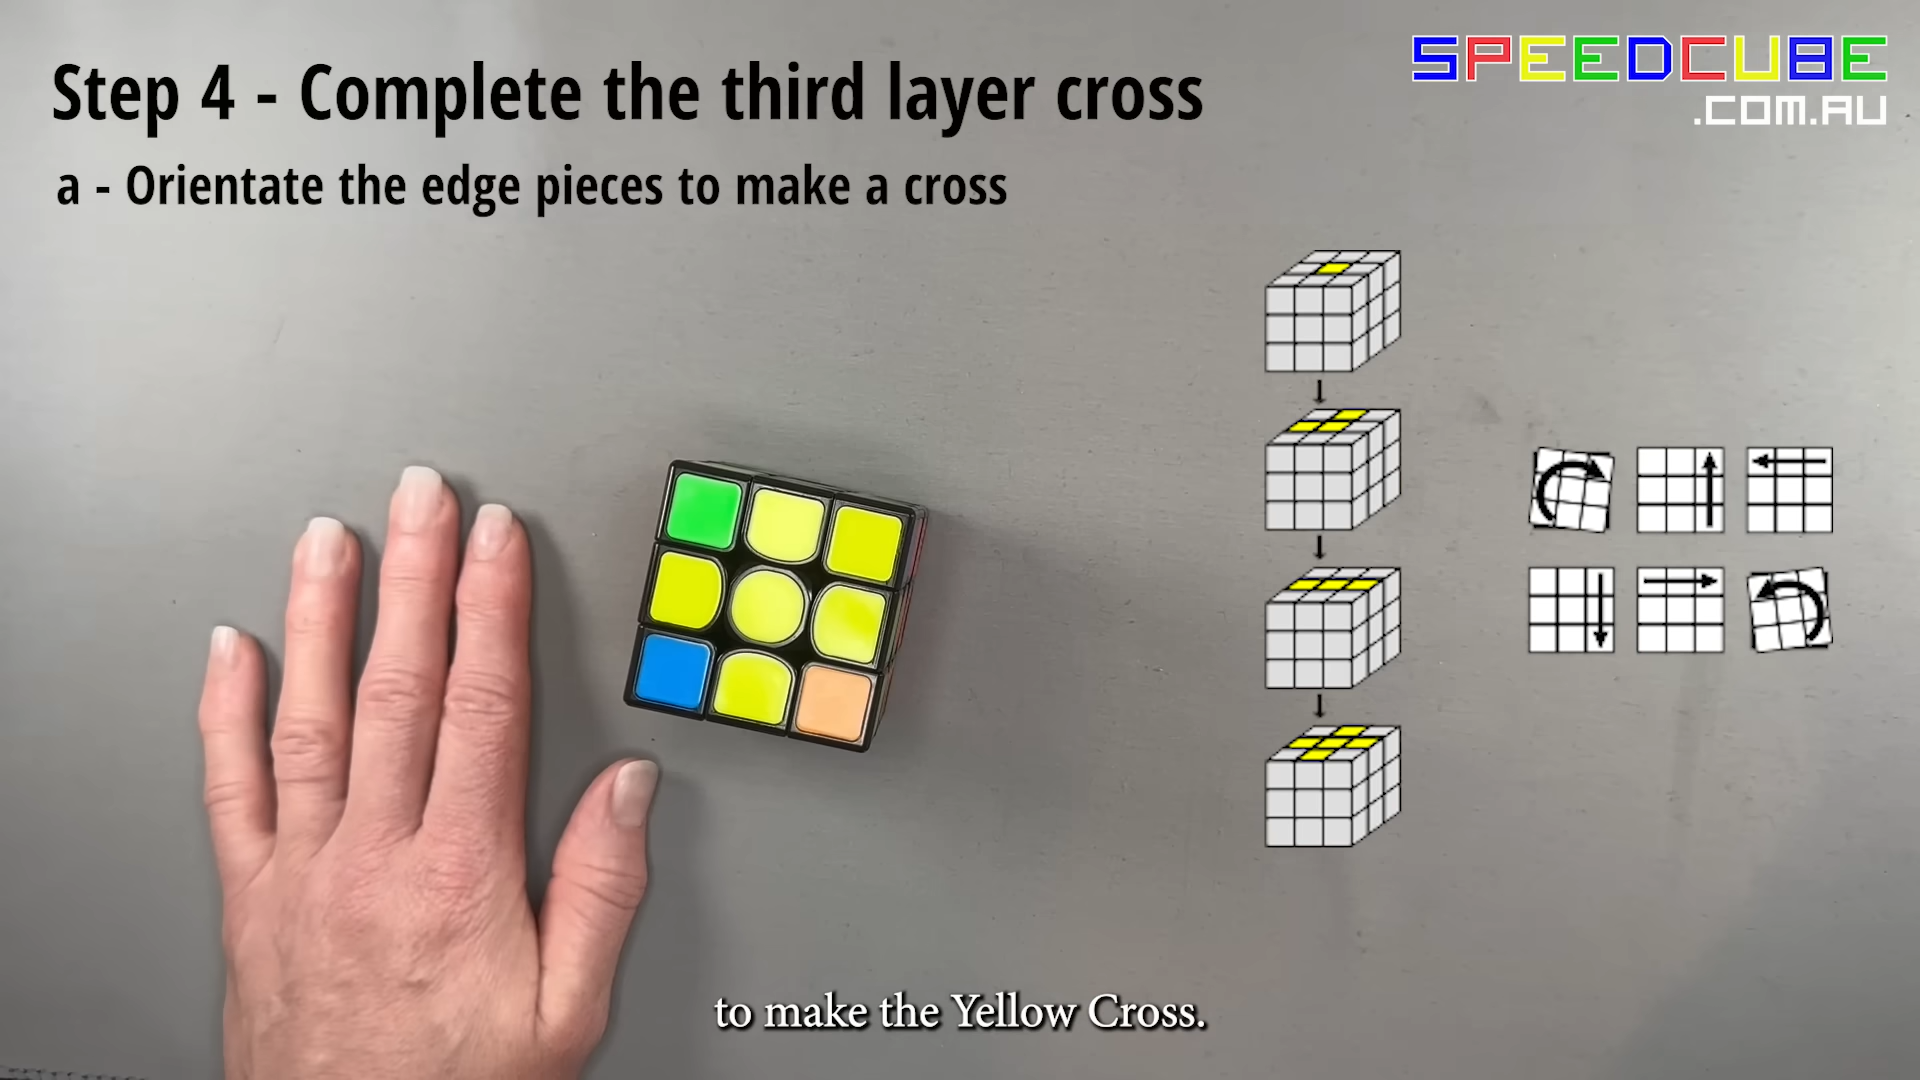 Step 4 - Complete the third layer cross
SPEEDCUBE
.COM.AU
a - Orientate the edge pieces to make a cross
to make the Yellow Cross.